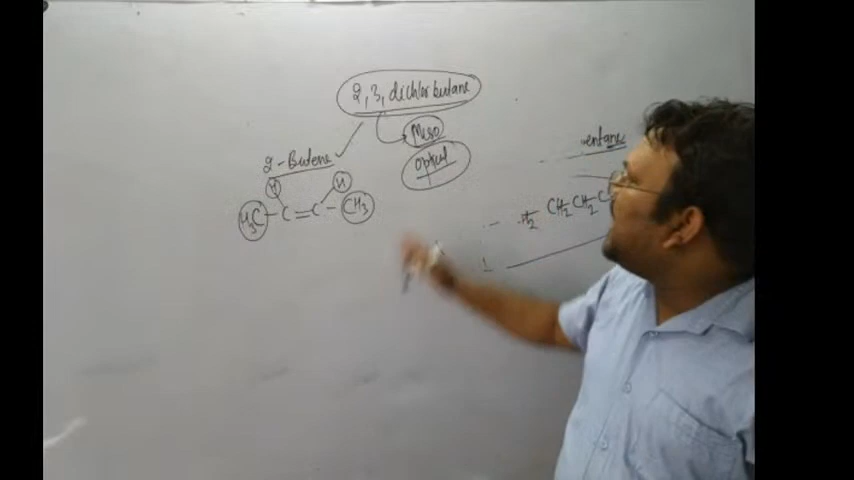 2,3, dichlor butane
Meso
optical
2-Butene
H H
H3C - C = C - CH3
CH2 CH2 C